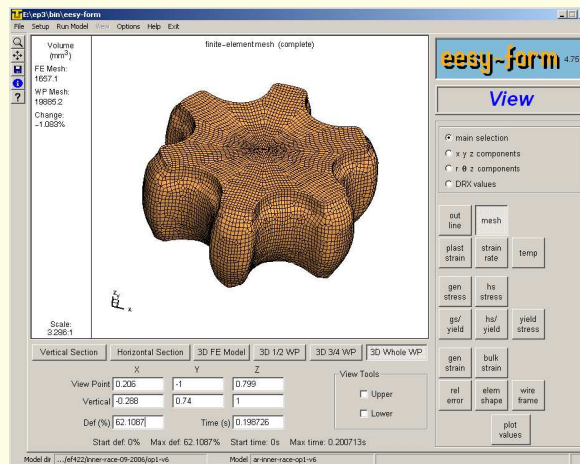 E:\ep3\bin\eesy-form
File Setup Run Model View Options Help Exit
Volume
(mm³)
FE Mesh:
1657.1
WP Mesh:
19885.2
Change:
-1.083%
finite-element mesh (complete)
Z
Y
X
Scale:
3.286:1
eesy-form 4.75
View
main selection
x y z components
r θ z components
DRX values
out line
mesh
plast strain
strain rate
temp
gen stress
hs stress
gs/ yield
hs/ yield
yield stress
gen strain
bulk strain
rel error
elem shape
wire frame
plot values
Vertical Section Horizontal Section 3D FE Model 3D 1/2 WP 3D 3/4 WP 3D Whole WP
X Y Z
View Point 0.206 -1 0.799
Vertical -0.288 0.74 1
Def (%) 62.1087 Time (s) 0.198726
View Tools
Upper
Lower
Start def: 0% Max def: 62.1087% Start time: 0s Max time: 0.200713s
Model dir .../ef422/inner-race-09-2006/op1-v6 Model ar-inner-race-op1-v6